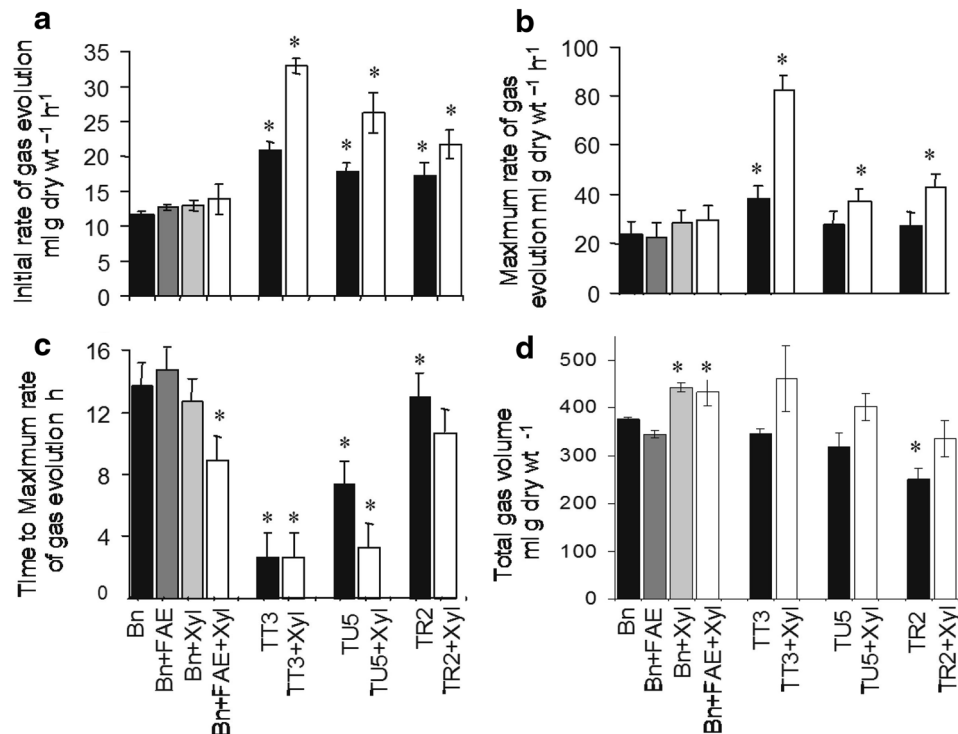 a
Initial rate of gas evolution
ml g dry wt –1 h-1
35
30
25
20
15
10
5
0
*
*
*
*
*
*
b
Maximum rate of gas
evolution ml g dry wt –1 h-1
100
80
60
40
20
0
*
*
*
*
c
Time to Maximum rate
of gas evolution h
16
12
8
4
0
*
*
*
*
*
*
Bn
Bn+FAE
Bn+Xyl
Bn+FAE+Xyl
TT3
TT3+Xyl
TU5
TU5+Xyl
TR2
TR2+Xyl
d
Total gas volume
ml g dry wt -1
500
400
300
200
100
0
*
*
*
Bn
Bn+FAE
Bn+Xyl
Bn+FAE+Xyl
TT3
TT3+Xyl
TU5
TU5+Xyl
TR2
TR2+Xyl